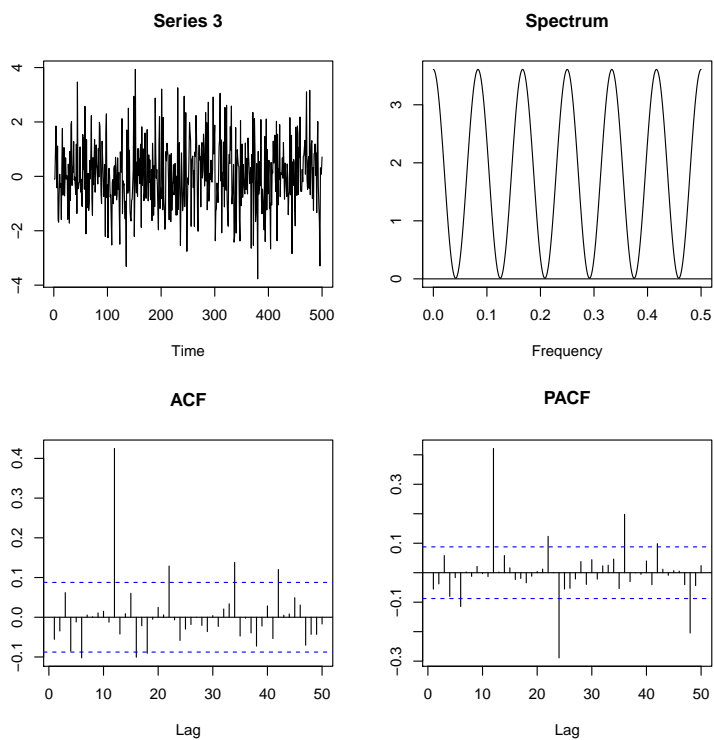 Series 3
Spectrum
4
2
0
−2
−4
0 100 200 300 400 500
Time
3
2
1
0
0.0 0.1 0.2 0.3 0.4 0.5
Frequency
ACF
PACF
0.4
0.3
0.2
0.1
0.0
−0.1
0 10 20 30 40 50
Lag
0.3
0.1
−0.1
−0.3
0 10 20 30 40 50
Lag